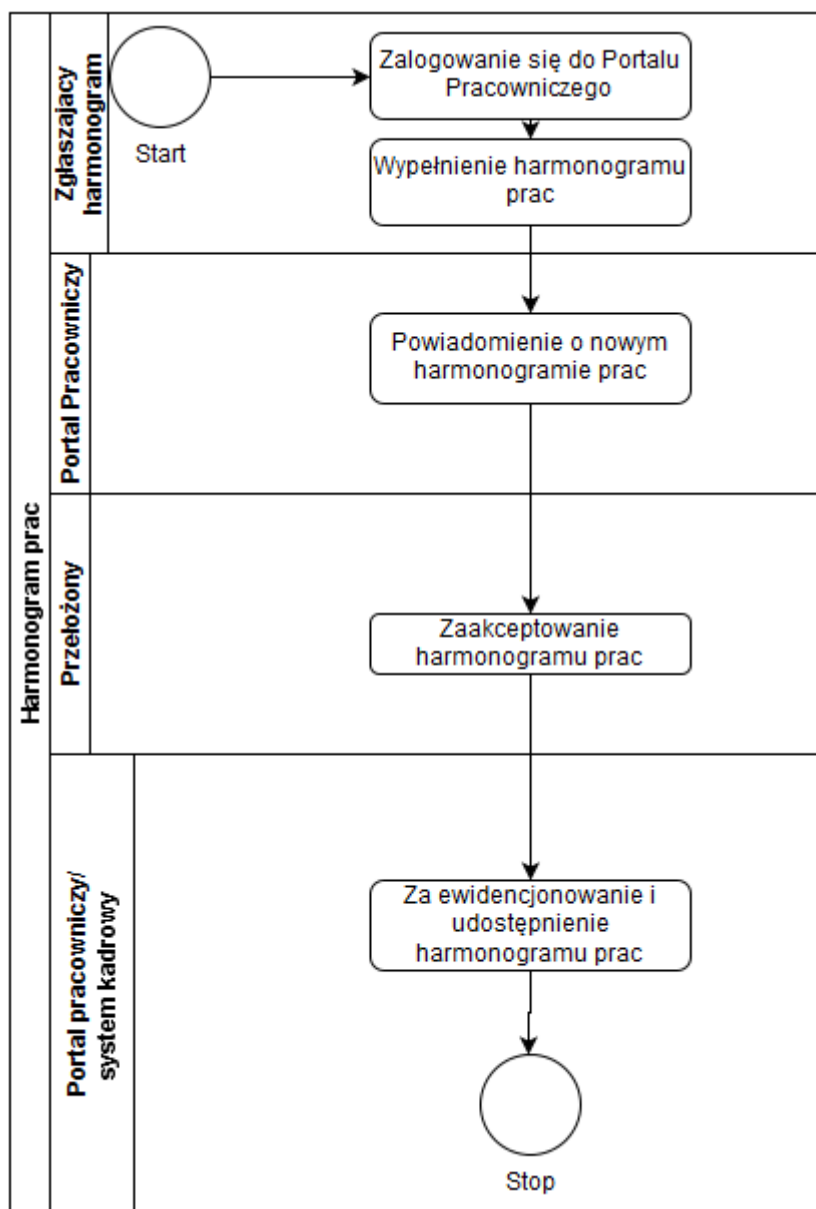 Harmonogram prac
Zgłaszajacy
harmonogram
Start
Zalogowanie się do Portalu
Pracowniczego
Wypełnienie harmonogramu
prac
Portal Pracowniczy
Powiadomienie o nowym
harmonogramie prac
Przełożony
Zaakceptowanie
harmonogramu prac
Portal pracowniczy/
system kadrowy
Za ewidencjonowanie i
udostępnienie
harmonogramu prac
Stop